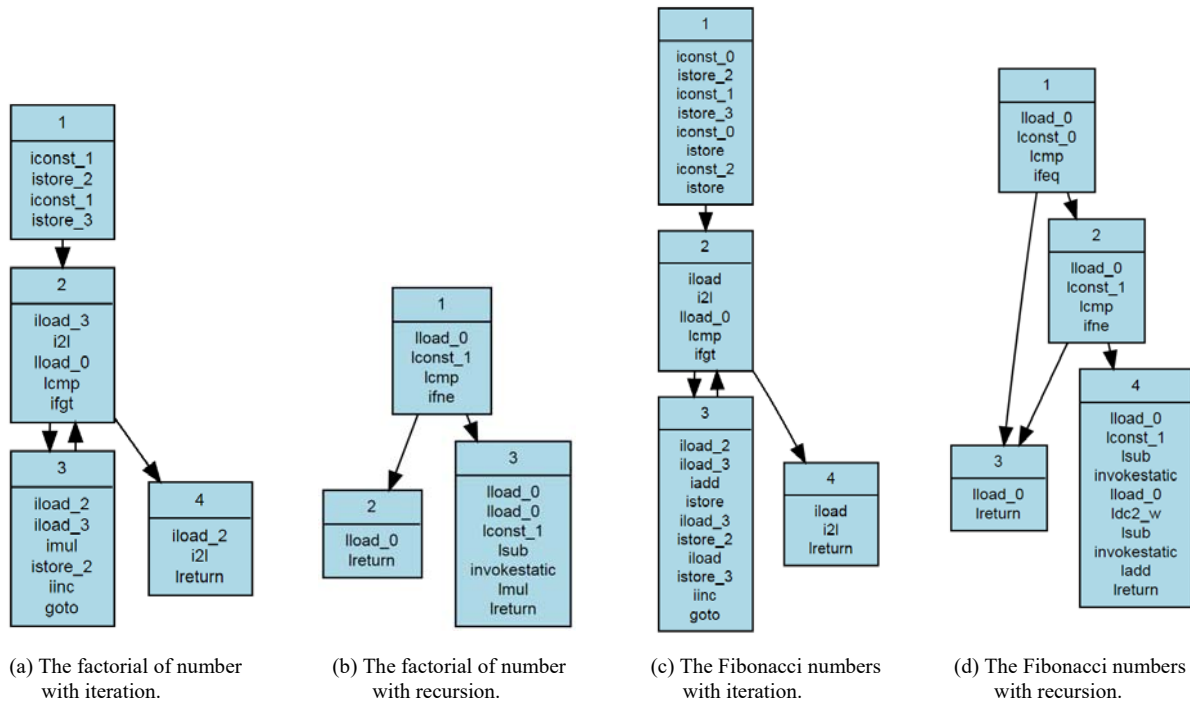 1
iconst_1
istore_2
iconst_1
istore_3
2
iload_3
i2l
lload_0
lcmp
ifgt
3
iload_2
iload_3
imul
istore_2
iinc
goto
4
iload_2
i2l
lreturn
(a) The factorial of number
with iteration.
1
lload_0
lconst_1
lcmp
ifne
2
lload_0
lreturn
3
lload_0
lload_0
lconst_1
lsub
invokestatic
lmul
lreturn
(b) The factorial of number
with recursion.
1
iconst_0
istore_2
iconst_1
istore_3
iconst_0
istore
iconst_2
istore
2
iload
i2l
lload_0
lcmp
ifgt
3
iload_2
iload_3
iadd
istore
iload_3
istore_2
iload
istore_3
iinc
goto
4
iload
i2l
lreturn
(c) The Fibonacci numbers
with iteration.
1
lload_0
lconst_0
lcmp
ifeq
2
lload_0
lconst_1
lcmp
ifne
3
lload_0
lreturn
4
lload_0
lconst_1
lsub
invokestatic
lload_0
ldc2_w
lsub
invokestatic
ladd
lreturn
(d) The Fibonacci numbers
with recursion.